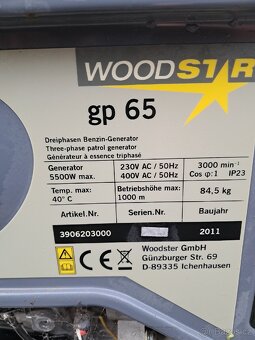 WOODSTAR
gp 65
Dreiphasen Benzin-Generator
Three-phase patrol generator
Générateur à essence triphasé
Generator 5500W max.
230V AC / 50Hz
400V AC / 50Hz
3000 min⁻¹
Cos φ:1 IP23
Temp. max: 40°C
Betriebshöhe max: 1000 m
84,5 kg
Artikel.Nr. Serien.Nr. Baujahr
3906203000 2011
Woodster GmbH
Günzburger Str. 69
D-89335 Ichenhausen
CE